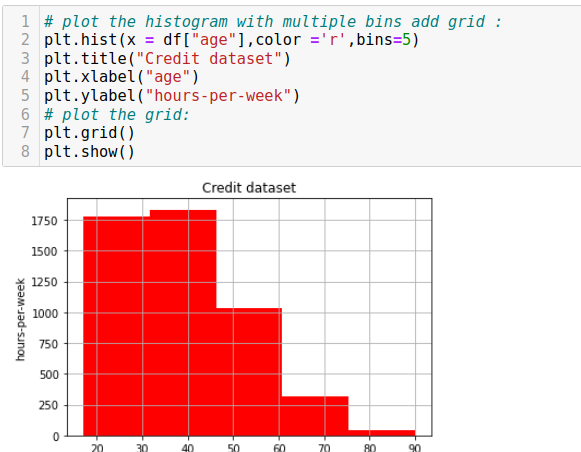 1 # plot the histogram with multiple bins add grid :
2 plt.hist(x = df["age"],color ='r',bins=5)
3 plt.title("Credit dataset")
4 plt.xlabel("age")
5 plt.ylabel("hours-per-week")
6 # plot the grid:
7 plt.grid()
8 plt.show()
Credit dataset
hours-per-week
1750
1500
1250
1000
750
500
250
0
20 30 40 50 60 70 80 90